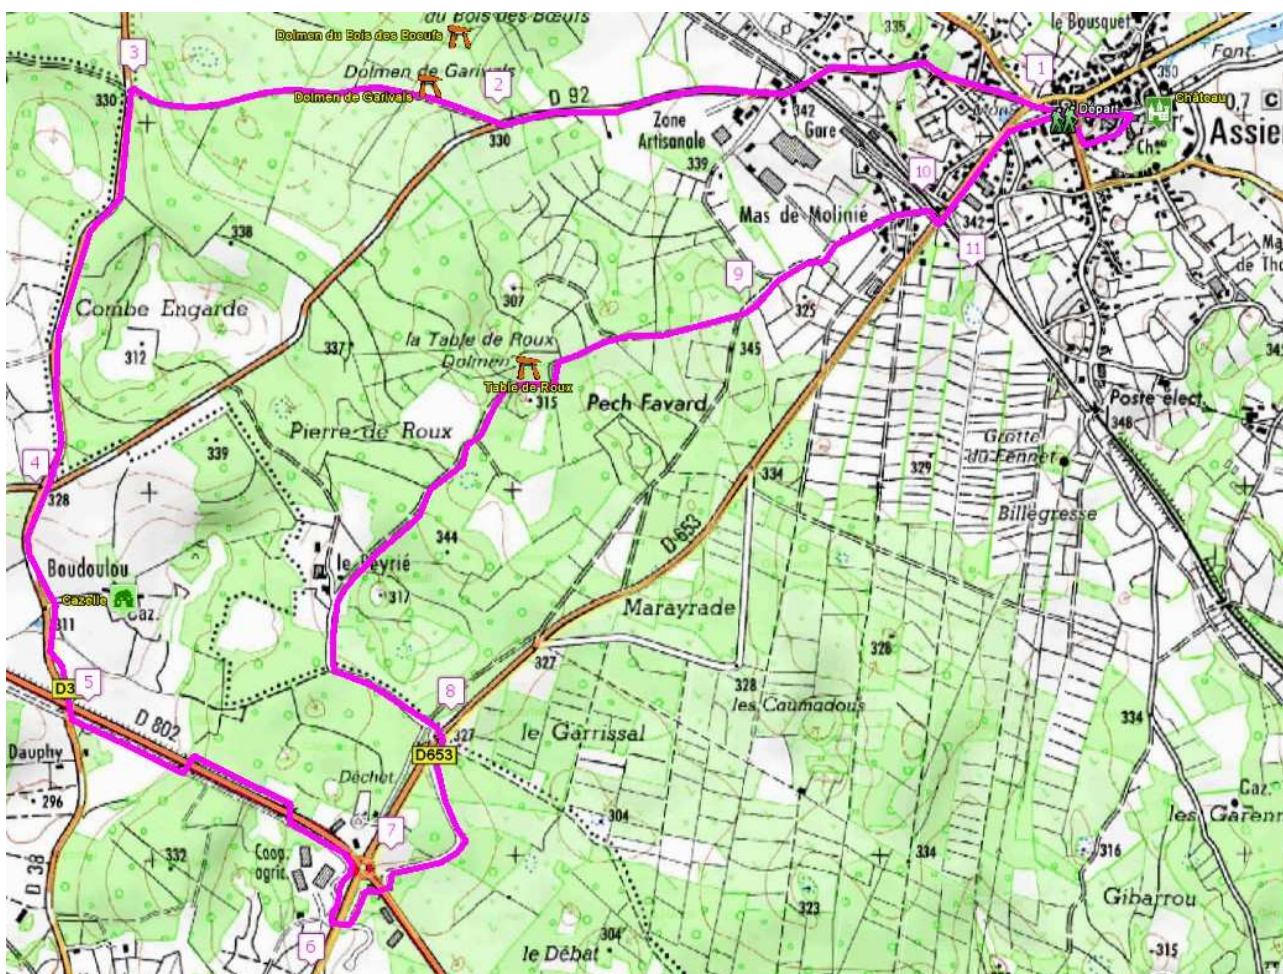 du Bois des Bœufs
Dolmen du Bois des Boeufs
le Bousquet
335
Font.
3
1
350
330
Dolmen de Garivals
Dolmen de Garivals
2
D 92
342
Gare
Départ
Château
C
Assie
Ch.
330
Zone
Artisanale
339
10
Mas de Molinié
342
11
338
9
307
325
Combe Engarde
312
337
la Table de Roux
Dolmen
Table de Roux
315
345
Pech Favard
Poste élect.
348
Pierre de Roux
339
Grotte
du Fennet
4
328
334
329
Billegresse
D 653
344
Boudoulou
le Peyrié
317
Cazelle
Caz.
311
Marayrade
328
327
5
D3
8
328
les Caumadous
D 802
327
le Garrissal
334
D653
Dauphy
Déchet.
296
Caz.
les Garenn
304
7
D 38
332
Coop.
agric.
334
316
Gibarrou
323
6
304
le Débat
315